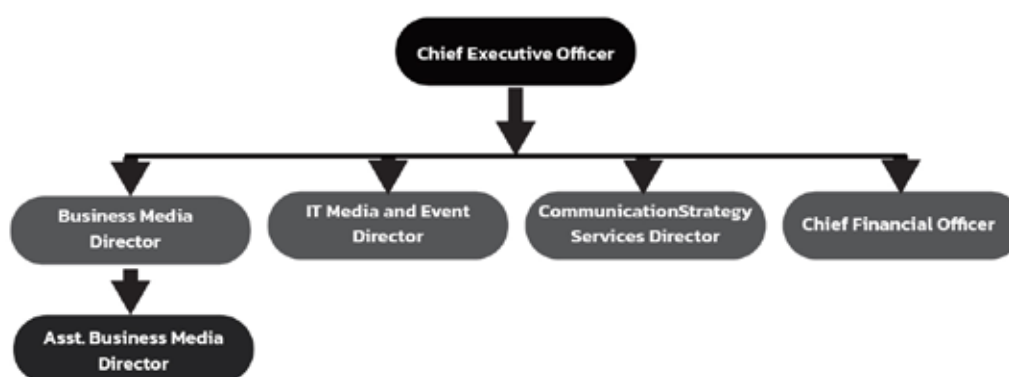 Chief Executive Officer
Business Media
Director
IT Media and Event
Director
CommunicationStrategy
Services Director
Chief Financial Officer
Asst. Business Media
Director